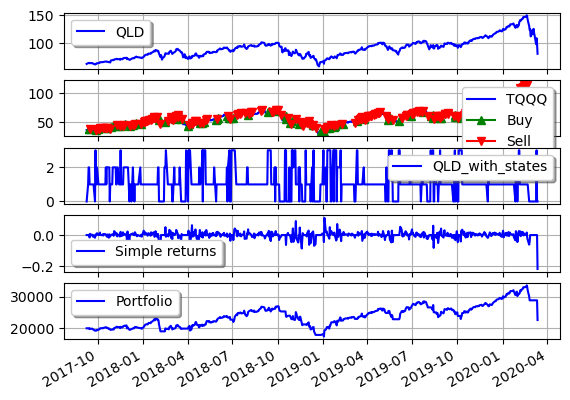 150
QLD
100
100
TQQQ
Buy
50
Sell
QLD_with_states
2
0
0.0
Simple returns
−0.2
Portfolio
30000
20000
2017-10 2018-01 2018-04 2018-07 2018-10 2019-01 2019-04 2019-07 2019-10 2020-01 2020-04